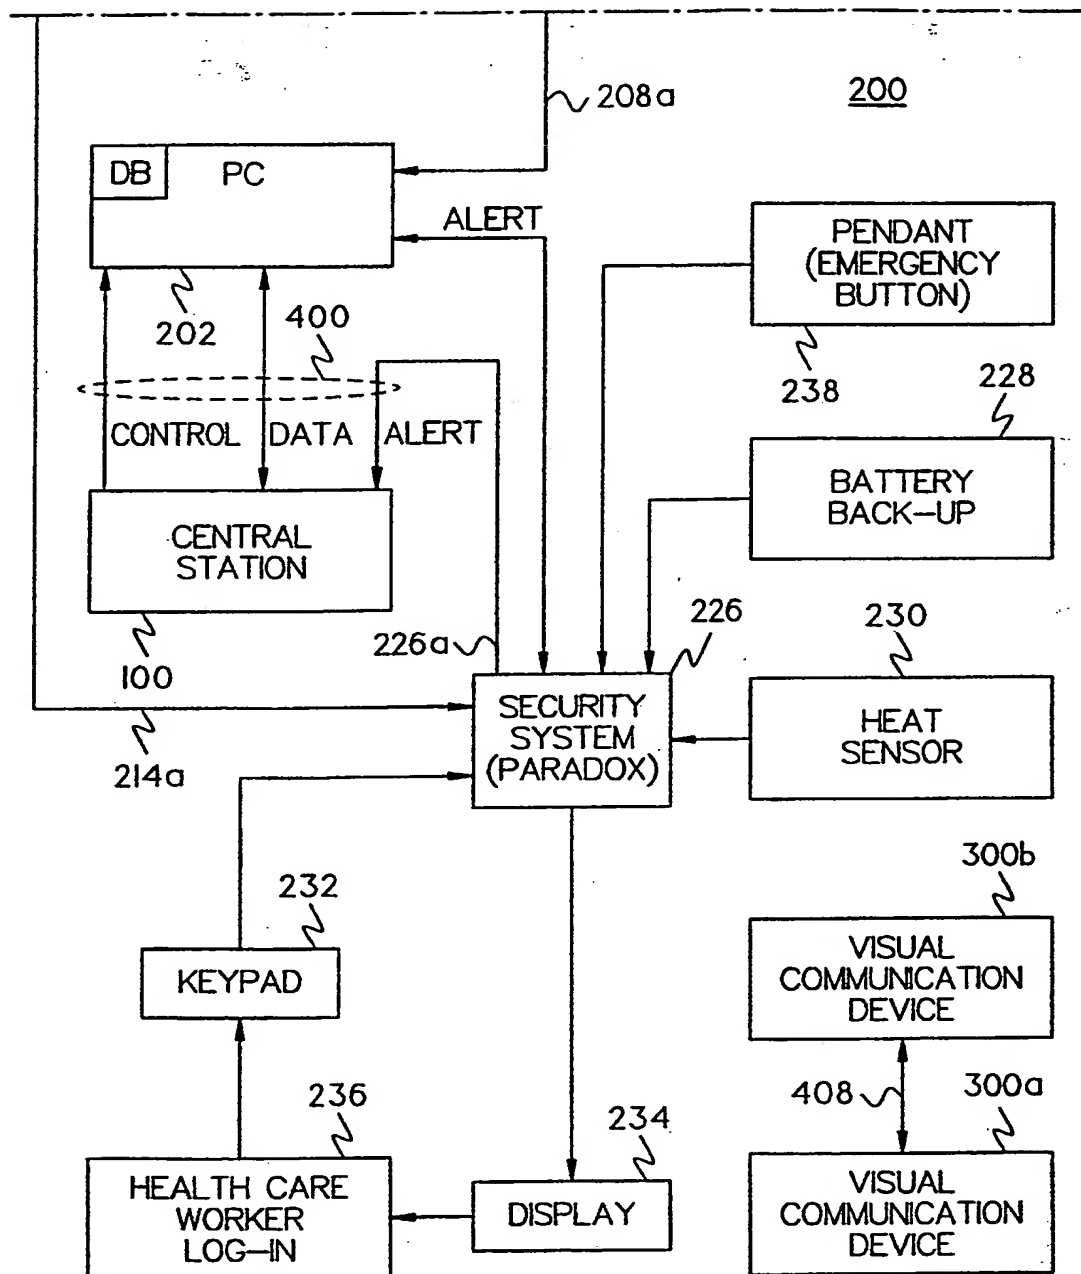 208a
200
DB
PC
ALERT
PENDANT
(EMERGENCY
BUTTON)
202
400
238
228
CONTROL
DATA
ALERT
BATTERY
BACK-UP
CENTRAL
STATION
226a
226
230
100
214a
SECURITY
SYSTEM
(PARADOX)
HEAT
SENSOR
232
300b
KEYPAD
VISUAL
COMMUNICATION
DEVICE
236
234
408
300a
HEALTH CARE
WORKER
LOG-IN
DISPLAY
VISUAL
COMMUNICATION
DEVICE